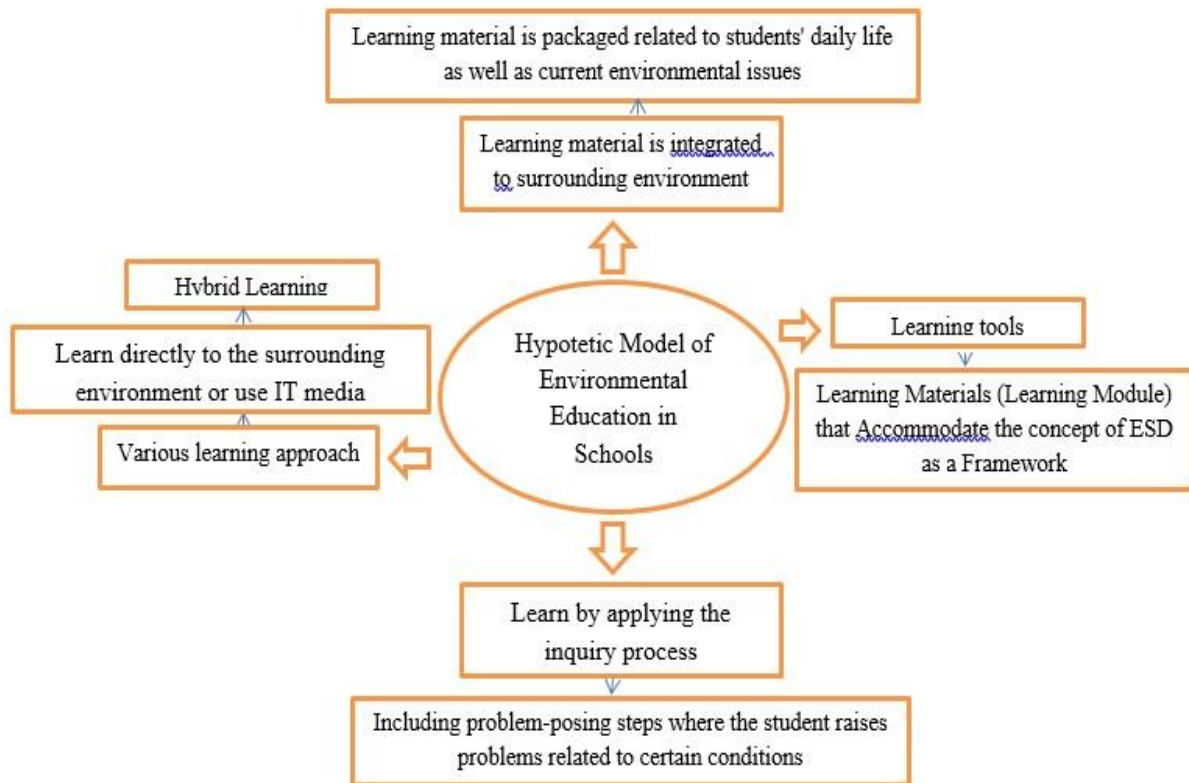 Learning material is packaged related to students' daily life
as well as current environmental issues
Learning material is integrated
to surrounding environment
Hybrid Learning
Learn directly to the surrounding
environment or use IT media
Various learning approach
Hypotetic Model of
Environmental
Education in
Schools
Learning tools
Learning Materials (Learning Module)
that Accommodate the concept of ESD
as a Framework
Learn by applying the
inquiry process
Including problem-posing steps where the student raises
problems related to certain conditions